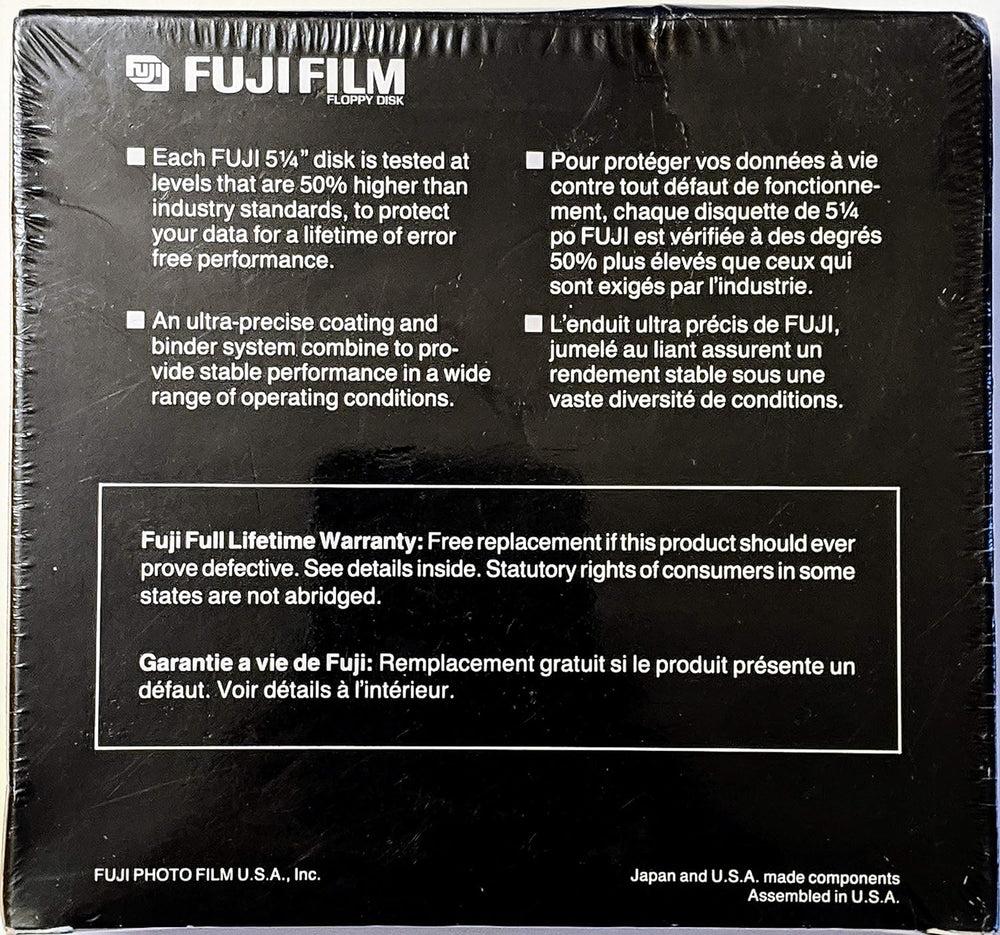 FUJI FUJI FILM
FLOPPY DISK
Each FUJI 5¼” disk is tested at
levels that are 50% higher than
industry standards, to protect
your data for a lifetime of error
free performance.
An ultra-precise coating and
binder system combine to pro-
vide stable performance in a wide
range of operating conditions.
Pour protéger vos données à vie
contre tout défaut de fonctionne-
ment, chaque disquette de 5¼
po FUJI est vérifiée à des degrés
50% plus élevés que ceux qui
sont exigés par l’industrie.
L’enduit ultra précis de FUJI,
jumelé au liant assurent un
rendement stable sous une
vaste diversité de conditions.
Fuji Full Lifetime Warranty: Free replacement if this product should ever
prove defective. See details inside. Statutory rights of consumers in some
states are not abridged.
Garantie a vie de Fuji: Remplacement gratuit si le produit présente un
défaut. Voir détails à l’intérieur.
FUJI PHOTO FILM U.S.A., Inc.
Japan and U.S.A. made components
Assembled in U.S.A.